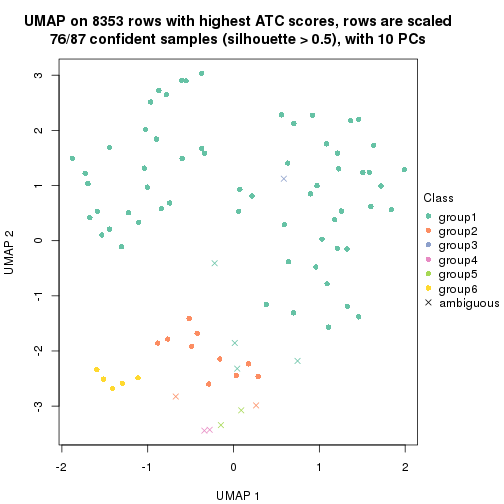 UMAP on 8353 rows with highest ATC scores, rows are scaled
76/87 confident samples (silhouette > 0.5), with 10 PCs
3
2
1
0
-1
-2
-3
UMAP 2
-2
-1
0
1
2
UMAP 1
Class
group1
group2
group3
group4
group5
group6
ambiguous